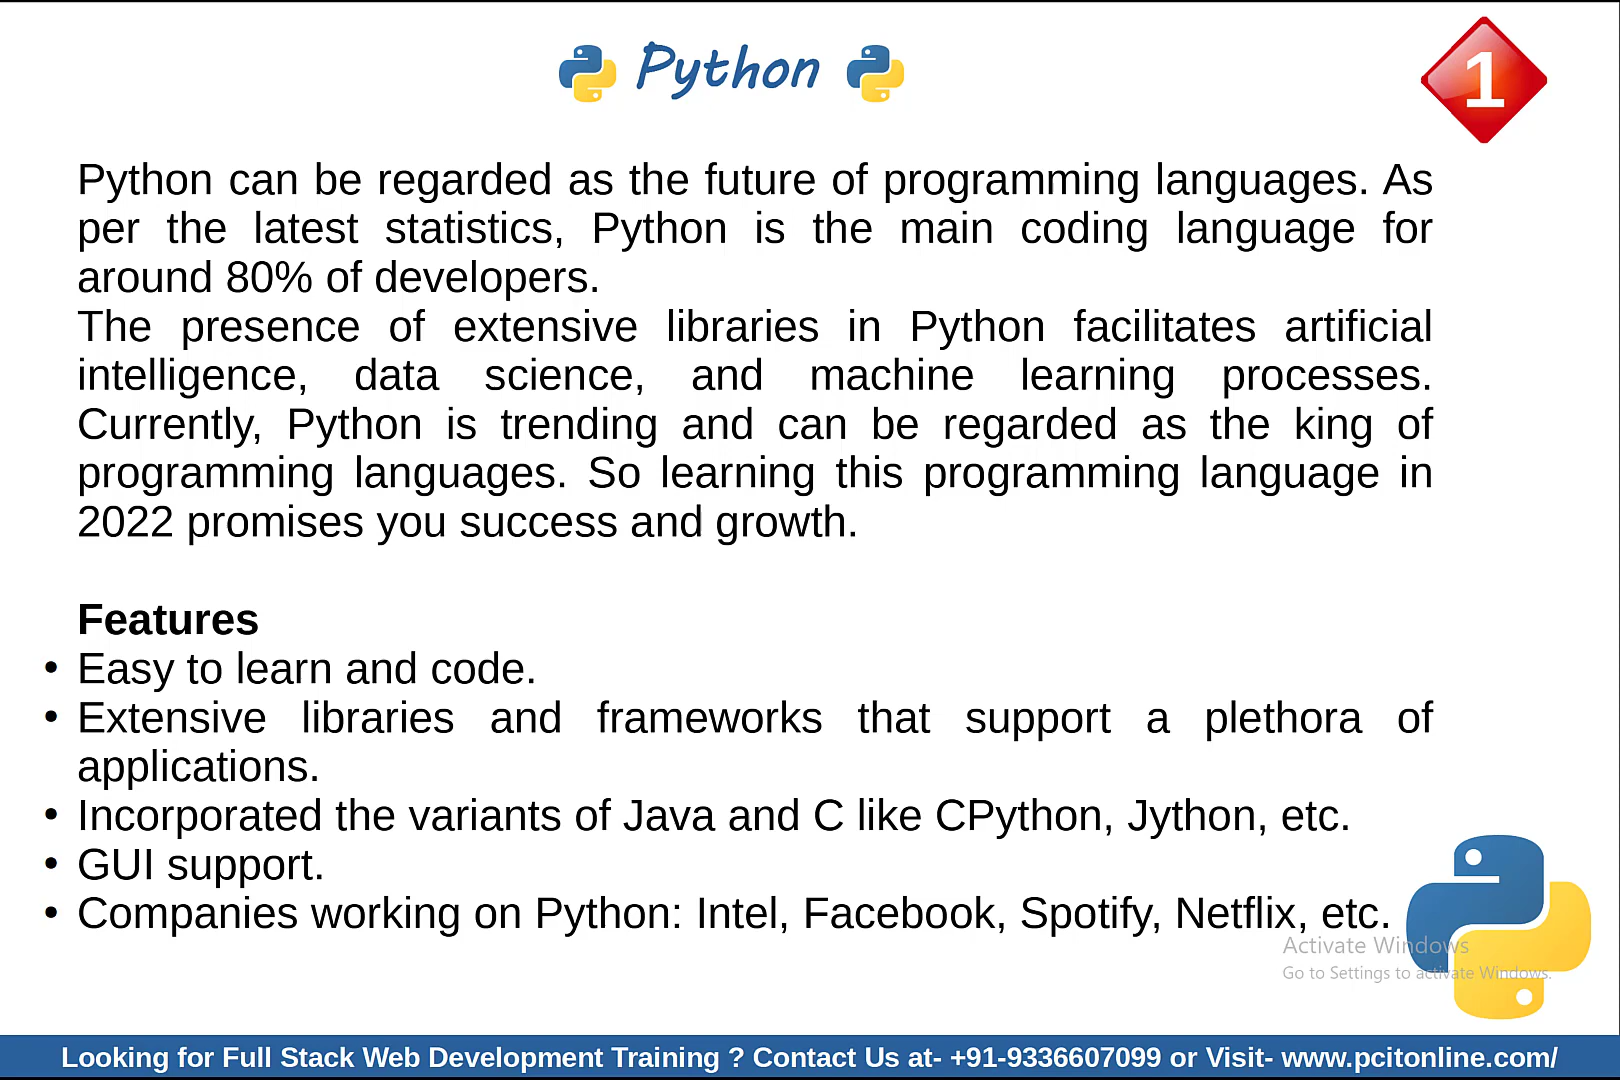 Python
1
Python can be regarded as the future of programming languages. As
per the latest statistics, Python is the main coding language for
around 80% of developers.
The presence of extensive libraries in Python facilitates artificial
intelligence, data science, and machine learning processes.
Currently, Python is trending and can be regarded as the king of
programming languages. So learning this programming language in
2022 promises you success and growth.
Features
• Easy to learn and code.
• Extensive libraries and frameworks that support a plethora of
applications.
• Incorporated the variants of Java and C like CPython, Jython, etc.
• GUI support.
• Companies working on Python: Intel, Facebook, Spotify, Netflix, etc.
Activate Windows
Go to Settings to activate Windows.
Looking for Full Stack Web Development Training ? Contact Us at- +91-9336607099 or Visit- www.pcitonline.com/